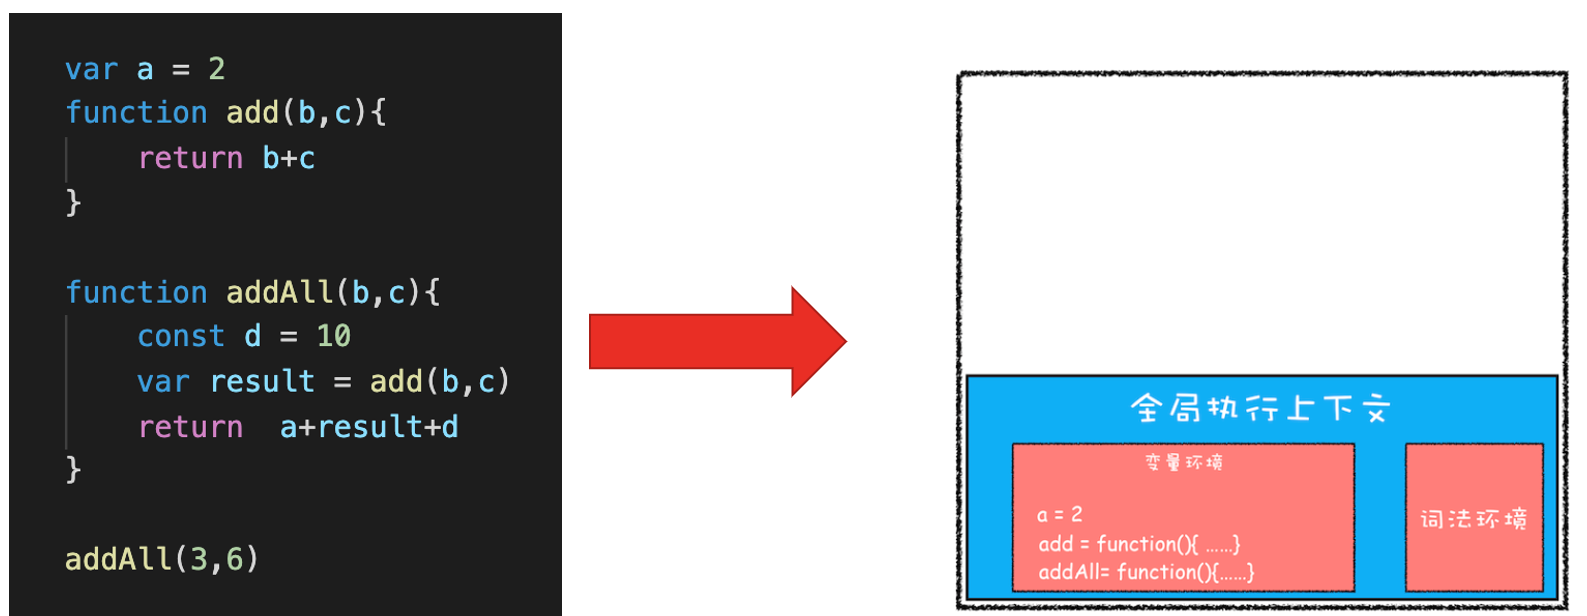 var a = 2
function add(b,c){
    return b+c
}
function addAll(b,c){
    const d = 10
    var result = add(b,c)
    return  a+result+d
}
addAll(3,6)
全局执行上下文
变量环境
a = 2
add = function(){ ......}
addAll= function(){......}
词法环境